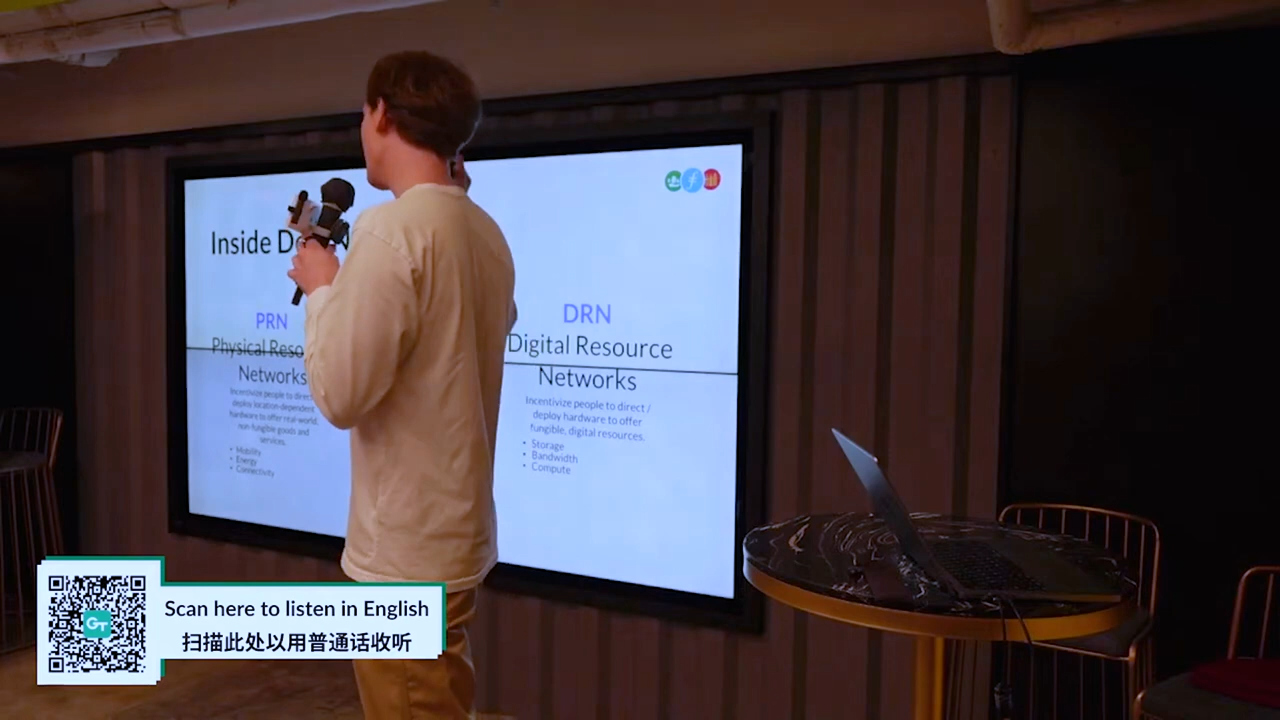 Inside De
PRN
Physical Reso
Networks
Incentivize people to direct
deploy location-dependent
hardware to offer real-world,
non-fungible goods and
services.
• Mobility
• Energy
• Connectivity
DRN
Digital Resource
Networks
Incentivize people to direct /
deploy hardware to offer
fungible, digital resources.
• Storage
• Bandwidth
• Compute
GT
Scan here to listen in English
扫描此处以用普通话收听